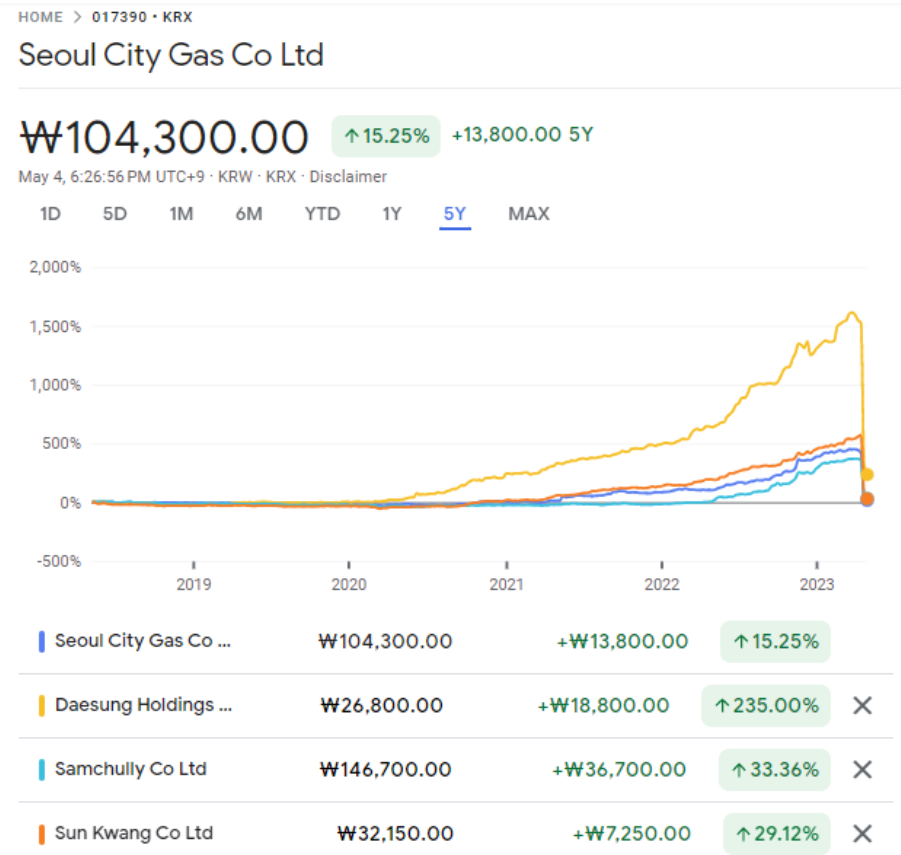 HOME > 017390 • KRX
Seoul City Gas Co Ltd
₩104,300.00 ↑15.25% +13,800.00 5Y
May 4, 6:26:56 PM UTC+9 · KRW · KRX · Disclaimer
1D 5D 1M 6M YTD 1Y 5Y MAX
2,000%
1,500%
1,000%
500%
0%
-500%
2019 2020 2021 2022 2023
Seoul City Gas Co ... ₩104,300.00 +₩13,800.00 ↑15.25%
Daesung Holdings ... ₩26,800.00 +₩18,800.00 ↑235.00%
Samchully Co Ltd ₩146,700.00 +₩36,700.00 ↑33.36%
Sun Kwang Co Ltd ₩32,150.00 +₩7,250.00 ↑29.12%